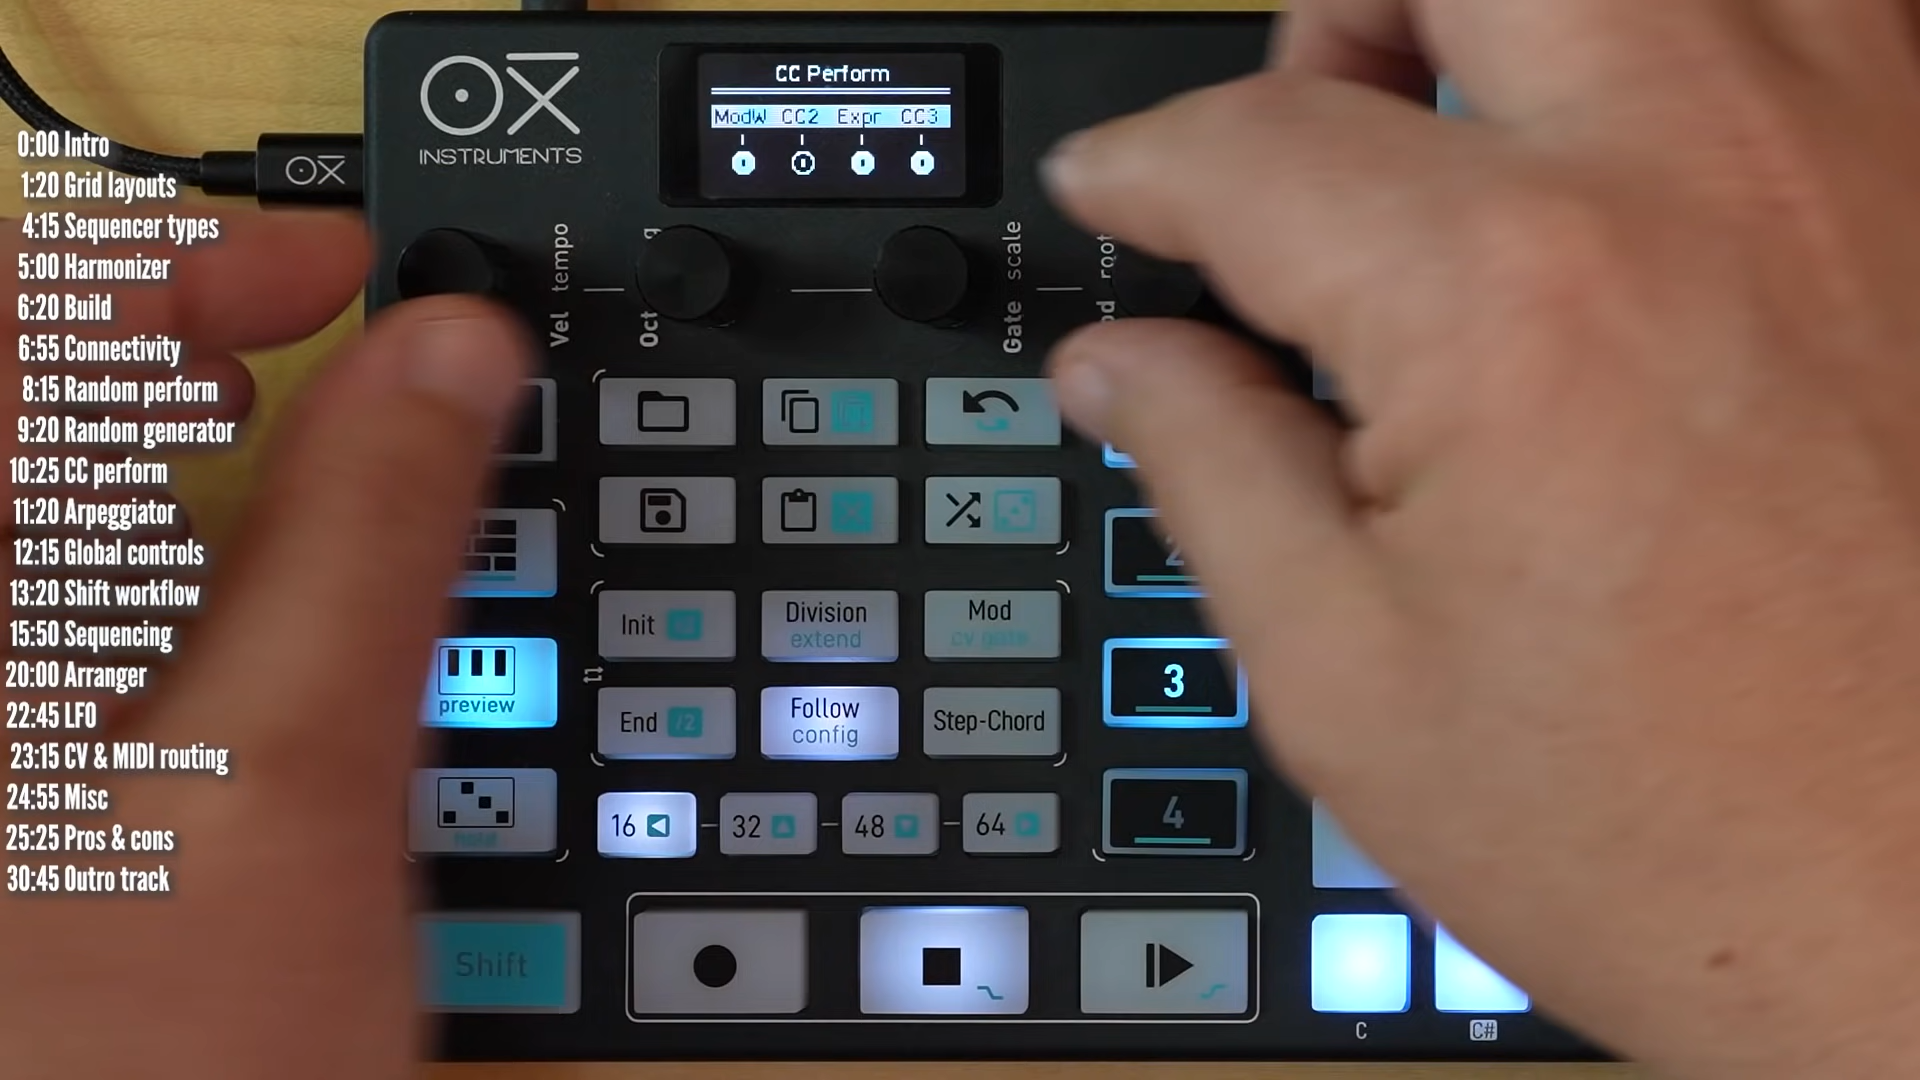 0:00 Intro
1:20 Grid layouts
4:15 Sequencer types
5:00 Harmonizer
6:20 Build
6:55 Connectivity
8:15 Random perform
9:20 Random generator
10:25 CC perform
11:20 Arpeggiator
12:15 Global controls
13:20 Shift workflow
15:50 Sequencing
20:00 Arranger
22:45 LFO
23:15 CV & MIDI routing
24:55 Misc
25:25 Pros & cons
30:45 Outro track
OX
INSTRUMENTS
OX
CC Perform
ModW CC2 Expr CC3
Vel tempo
Oct
Gate scale
root
Init
Division
extend
Mod
cv gate
2
preview
End /2
Follow
config
Step-Chord
3
16 32 48 64
4
Shift
C C#